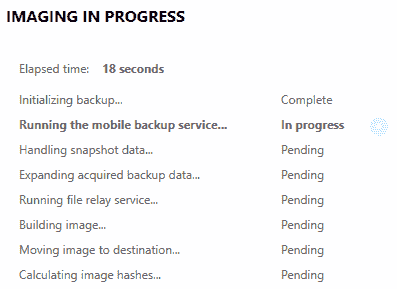 IMAGING IN PROGRESS
Elapsed time: 18 seconds
Initializing backup... Complete
Running the mobile backup service... In progress
Handling snapshot data... Pending
Expanding acquired backup data... Pending
Running file relay service... Pending
Building image... Pending
Moving image to destination... Pending
Calculating image hashes... Pending